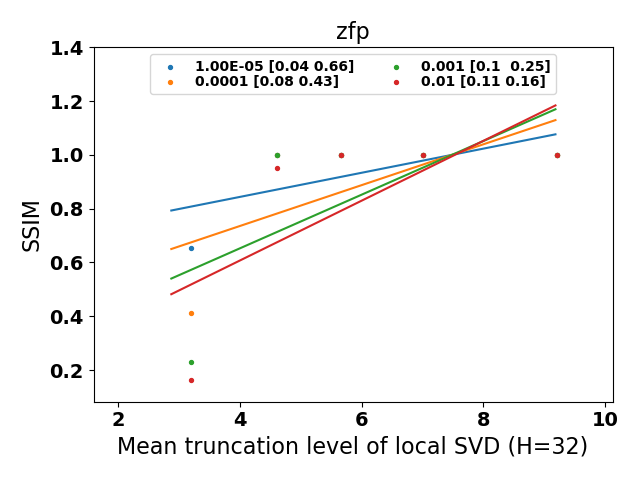 zfp
1.00E-05 [0.04 0.66]
0.0001 [0.08 0.43]
0.001 [0.1  0.25]
0.01 [0.11 0.16]
SSIM
1.4
1.2
1.0
0.8
0.6
0.4
0.2
2 4 6 8 10
Mean truncation level of local SVD (H=32)